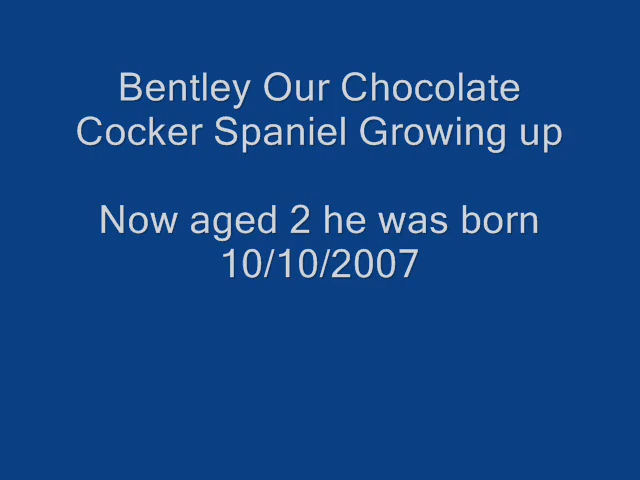 Bentley Our Chocolate
Cocker Spaniel Growing up
Now aged 2 he was born
10/10/2007